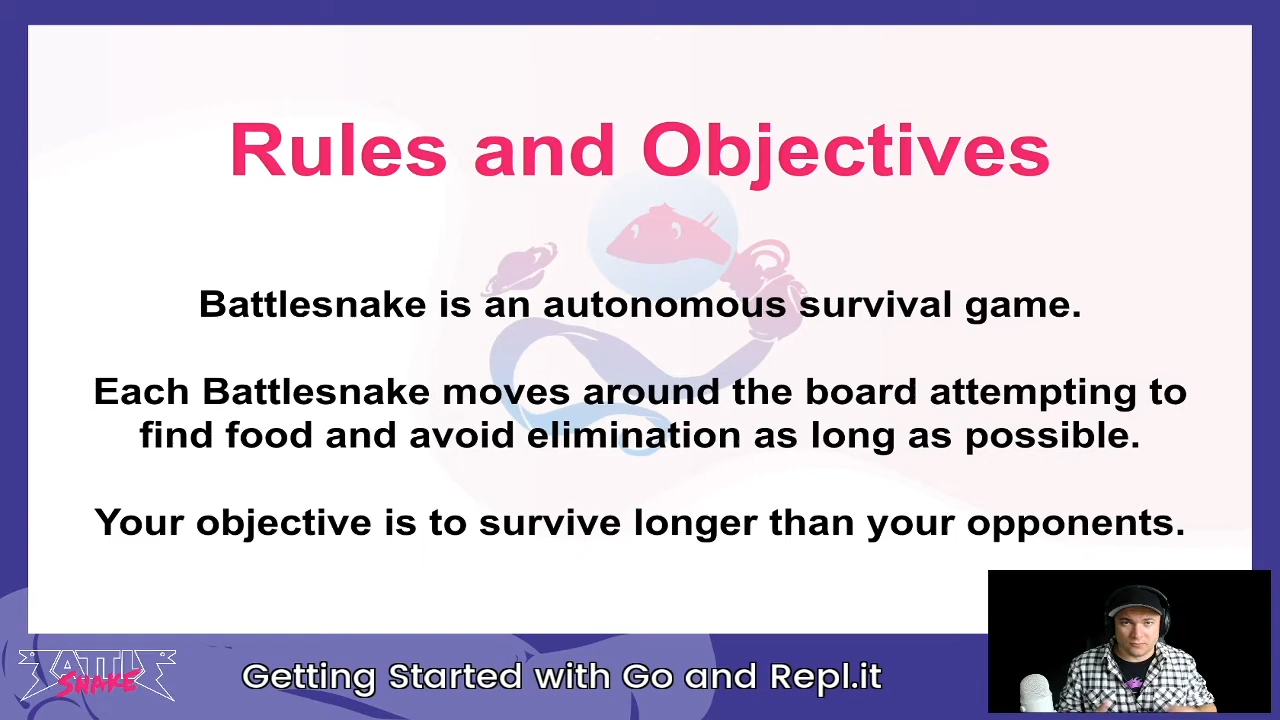 Rules and Objectives
Battlesnake is an autonomous survival game.
Each Battlesnake moves around the board attempting to
find food and avoid elimination as long as possible.
Your objective is to survive longer than your opponents.
BATTLE
SNAKE
Getting Started with Go and Repl.it